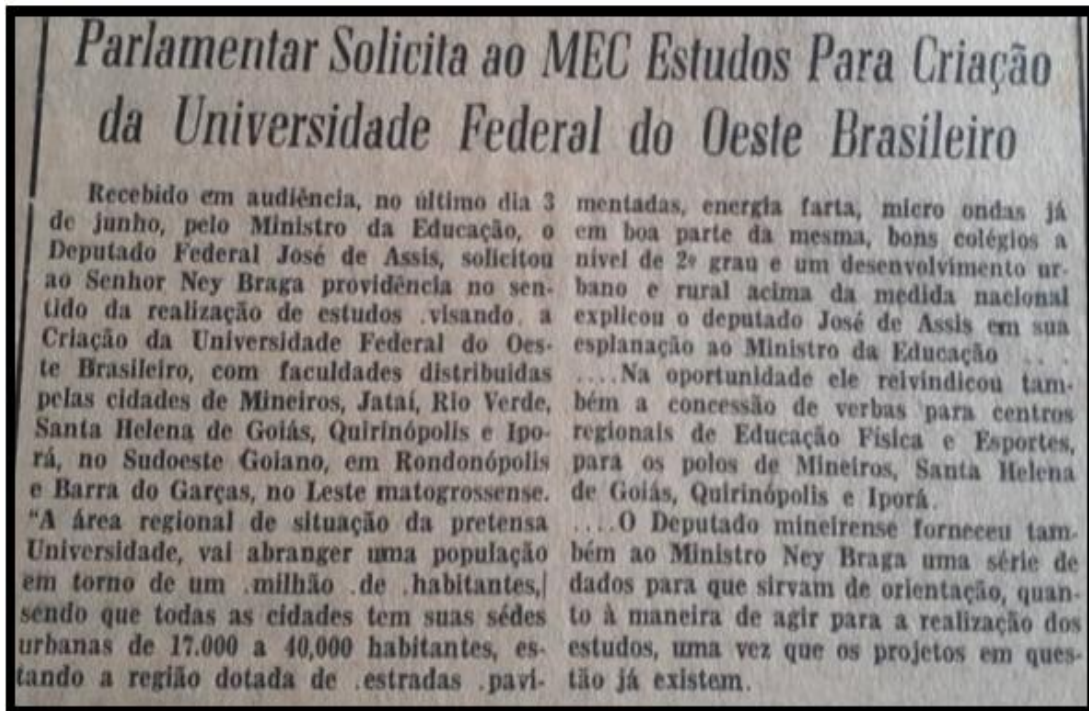 Parlamentar Solicita ao MEC Estudos Para Criação
da Universidade Federal do Oeste Brasileiro
Recebido em audiência, no último dia 3
de junho, pelo Ministro da Educação, o
Deputado Federal José de Assis, solicitou
ao Senhor Ney Braga providência no sen-
tido da realização de estudos .visando. a
Criação da Universidade Federal do Oes-
te Brasileiro, com faculdades distribuidas
pelas cidades de Mineiros, Jataí, Rio Verde,
Santa Helena de Goiás, Quirinópolis e Ipo-
rá, no Sudoeste Goiano, em Rondonópolis
e Barra do Garças, no Leste matogrossense.
"A área regional de situação da pretensa
Universidade, vai abranger uma população
em torno de um .milhão .de .habitantes,
sendo que todas as cidades tem suas sédes
urbanas de 17.000 a 40,000 habitantes, es-
tando a região dotada de .estradas .pavi-
mentadas, energia farta, micro ondas já
em boa parte da mesma, bons colégios a
nivel de 2º grau e um desenvolvimento ur-
bano e rural acima da medida nacional
explicou o deputado José de Assis em sua
esplanação ao Ministro da Educação . . .
....Na oportunidade ele reivindicou tam-
bém a concessão de verbas para centros
regionais de Educação Física e Esportes,
para os polos de Mineiros, Santa Helena
de Goiás, Quirinópolis e Iporá.
....O Deputado mineirense forneceu tam-
bém ao Ministro Ney Braga uma série de
dados para que sirvam de orientação, quan-
to à maneira de agir para a realização dos
estudos, uma vez que os projetos em ques-
tão já existem.